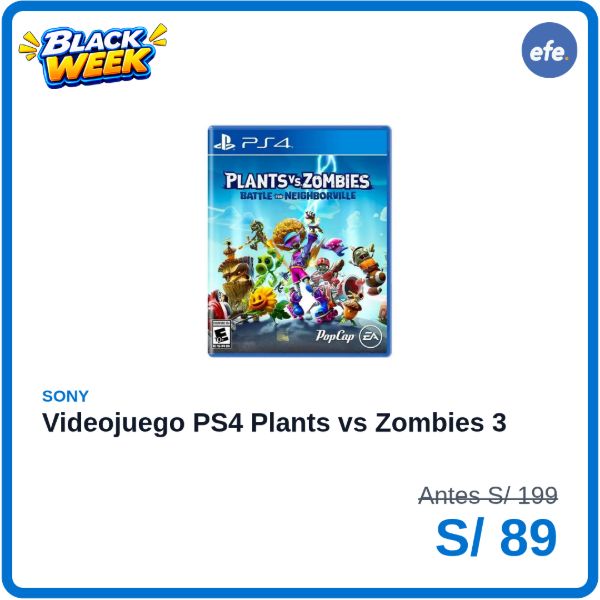 BLACK
WEEK
efe.
PS4
PLANTS VS. ZOMBIES
BATTLE FOR NEIGHBORVILLE
E
ESRB
PopCap
EA
SONY
Videojuego PS4 Plants vs Zombies 3
Antes S/ 199
S/ 89